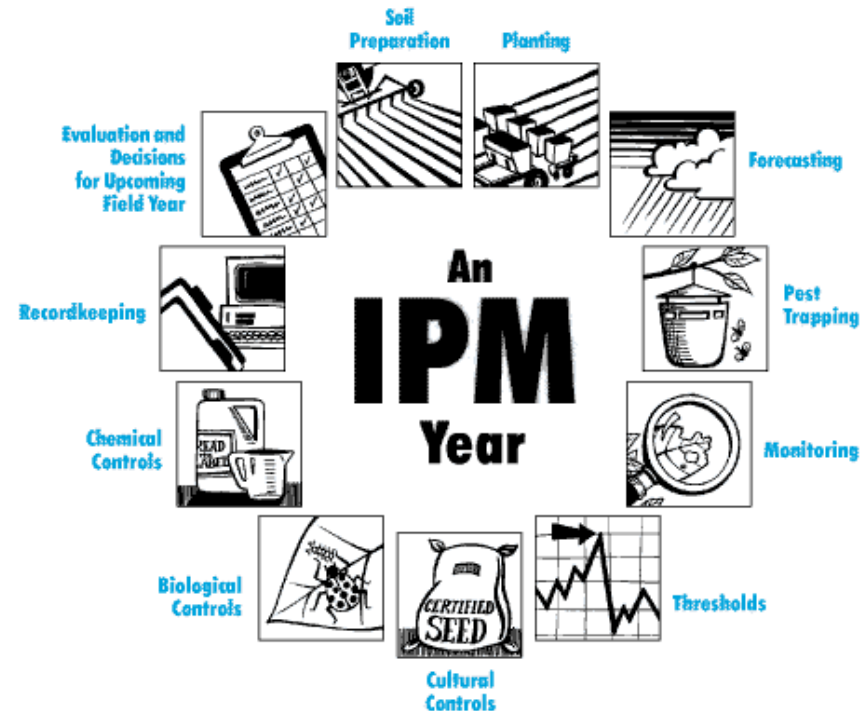 Soil
Preparation
Planting
Forecasting
Pest
Trapping
Monitoring
Thresholds
Cultural
Controls
Biological
Controls
Chemical
Controls
Recordkeeping
Evaluation and
Decisions
for Upcoming
Field Year
An
IPM
Year
CERTIFIED
SEED
READ
LABEL